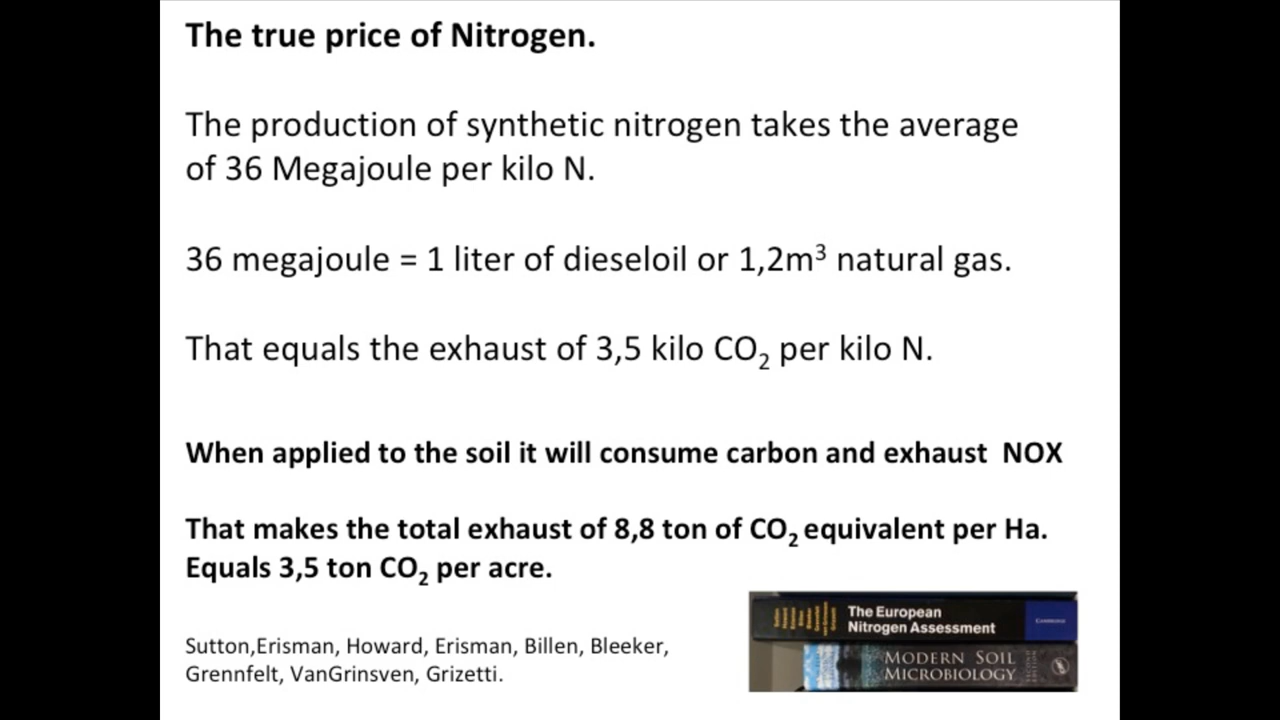 The true price of Nitrogen.
The production of synthetic nitrogen takes the average
of 36 Megajoule per kilo N.
36 megajoule = 1 liter of dieseloil or 1,2m³ natural gas.
That equals the exhaust of 3,5 kilo CO₂ per kilo N.
When applied to the soil it will consume carbon and exhaust NOX
That makes the total exhaust of 8,8 ton of CO₂ equivalent per Ha.
Equals 3,5 ton CO₂ per acre.
Sutton,Erisman, Howard, Erisman, Billen, Bleeker,
Grennfelt, VanGrinsven, Grizetti.
The European
Nitrogen Assessment
CAMBRIDGE
MODERN SOIL
MICROBIOLOGY